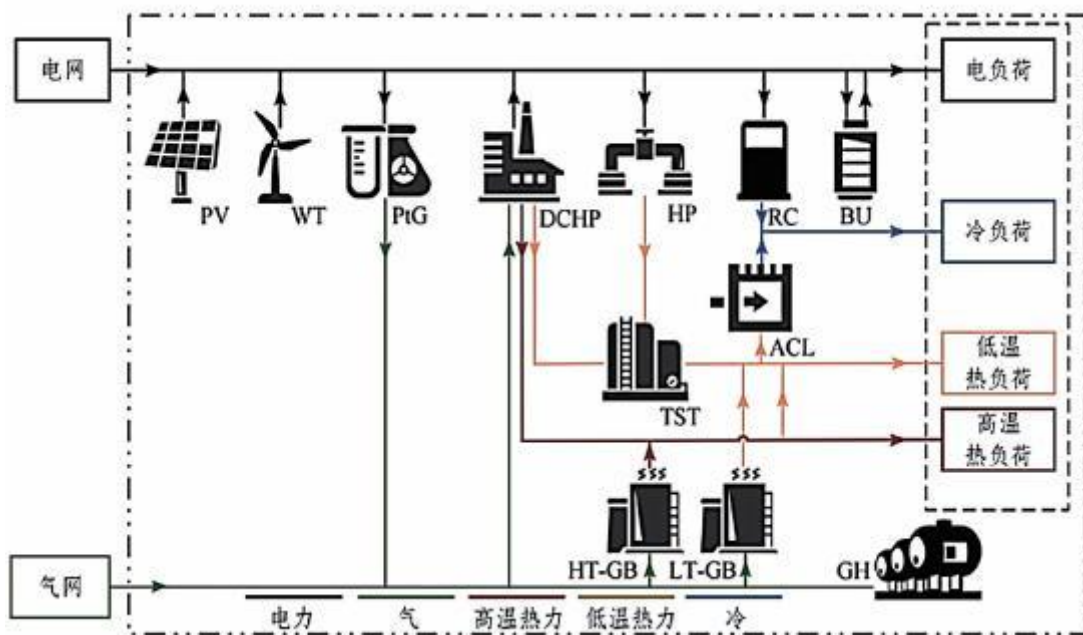 电网
电负荷
PV
WT
PtG
DCHP
HP
RC
BU
冷负荷
ACL
低温
热负荷
TST
高温
热负荷
HT-GB
LT-GB
GH
气网
电力
气
高温热力
低温热力
冷